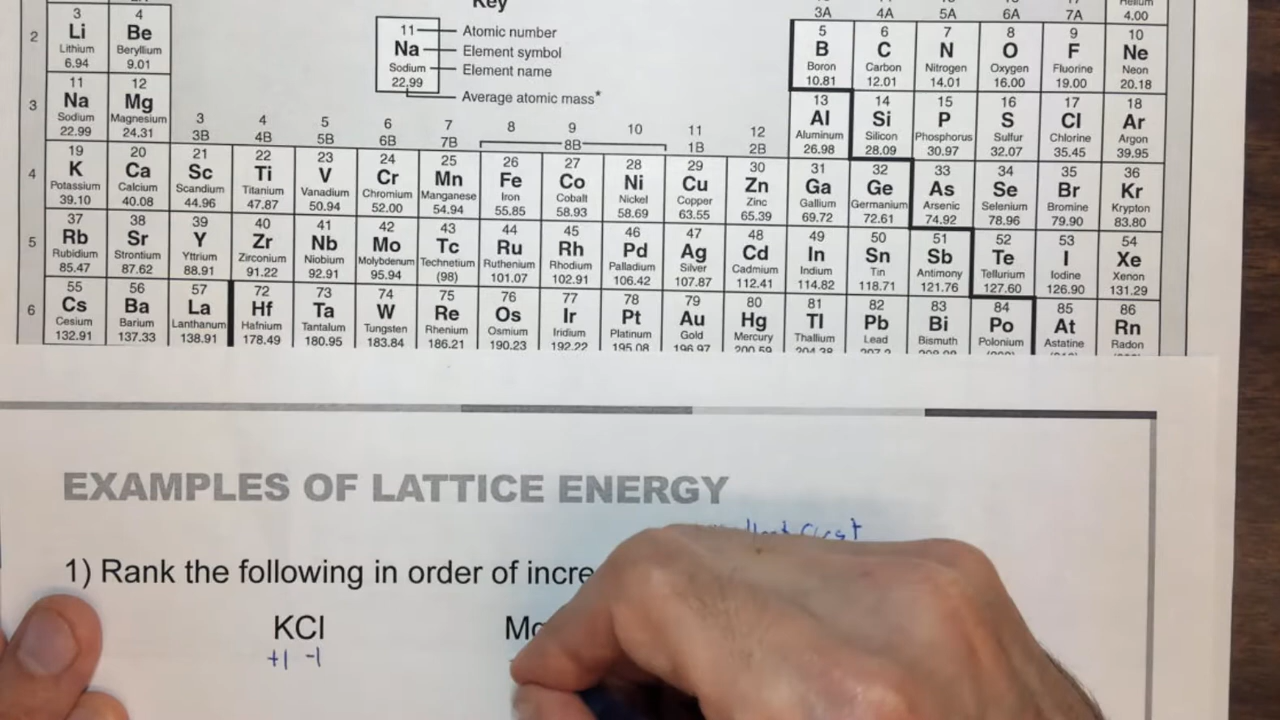 Key
3A 4A 5A 6A 7A Helium
4.00
3 4 5 6 7 8 9 10
2 Li Be B C N O F Ne
Lithium Beryllium Boron Carbon Nitrogen Oxygen Fluorine Neon
6.94 9.01 10.81 12.01 14.01 16.00 19.00 20.18
11 Atomic number
Na Element symbol
Sodium Element name
22.99 Average atomic mass*
11 12 13 14 15 16 17 18
3 Na Mg Al Si P S Cl Ar
Sodium Magnesium Aluminum Silicon Phosphorus Sulfur Chlorine Argon
22.99 24.31 26.98 28.09 30.97 32.07 35.45 39.95
3 4 5 6 7 8 9 10 11 12
3B 4B 5B 6B 7B 8B 1B 2B
19 20 21 22 23 24 25 26 27 28 29 30 31 32 33 34 35 36
4 K Ca Sc Ti V Cr Mn Fe Co Ni Cu Zn Ga Ge As Se Br Kr
Potassium Calcium Scandium Titanium Vanadium Chromium Manganese Iron Cobalt Nickel Copper Zinc Gallium Germanium Arsenic Selenium Bromine Krypton
39.10 40.08 44.96 47.87 50.94 52.00 54.94 55.85 58.93 58.69 63.55 65.39 69.72 72.61 74.92 78.96 79.90 83.80
37 38 39 40 41 42 43 44 45 46 47 48 49 50 51 52 53 54
5 Rb Sr Y Zr Nb Mo Tc Ru Rh Pd Ag Cd In Sn Sb Te I Xe
Rubidium Strontium Yttrium Zirconium Niobium Molybdenum Technetium Ruthenium Rhodium Palladium Silver Cadmium Indium Tin Antimony Tellurium Iodine Xenon
85.47 87.62 88.91 91.22 92.91 95.94 (98) 101.07 102.91 106.42 107.87 112.41 114.82 118.71 121.76 127.60 126.90 131.29
55 56 57 72 73 74 75 76 77 78 79 80 81 82 83 84 85 86
6 Cs Ba La Hf Ta W Re Os Ir Pt Au Hg Tl Pb Bi Po At Rn
Cesium Barium Lanthanum Hafnium Tantalum Tungsten Rhenium Osmium Iridium Platinum Gold Mercury Thallium Lead Bismuth Polonium Astatine Radon
132.91 137.33 138.91 178.49 180.95 183.84 186.21 190.23 192.22 195.08 196.97 200.59
EXAMPLES OF LATTICE ENERGY
1) Rank the following in order of incre
KCl
+1 -1